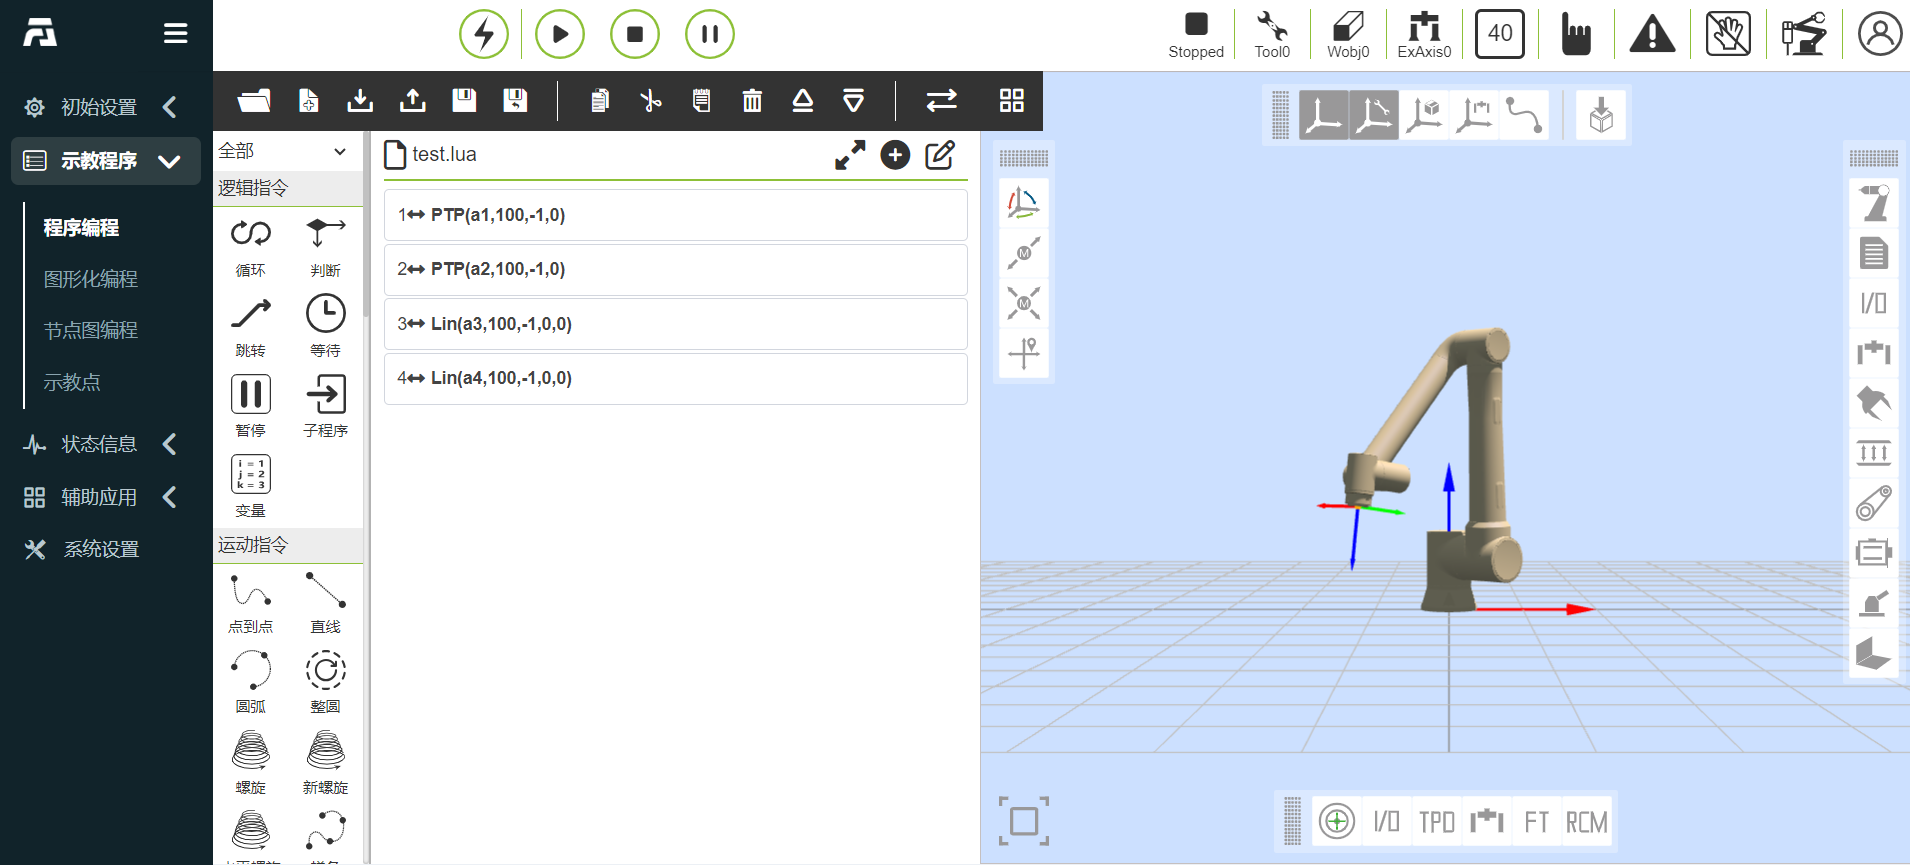 Stopped
Tool0
Wobj0
ExAxis0
40
初始设置
示教程序
程序编程
图形化编程
节点图编程
示教点
状态信息
辅助应用
系统设置
全部
逻辑指令
循环
判断
跳转
等待
暂停
子程序
i = 1
j = 2
k = 3
变量
运动指令
点到点
直线
圆弧
整圆
螺旋
新螺旋
test.lua
1 PTP(a1,100,-1,0)
2 PTP(a2,100,-1,0)
3 Lin(a3,100,-1,0,0)
4 Lin(a4,100,-1,0,0)
M
M
I/O
I/O
TPD
FT
RCM